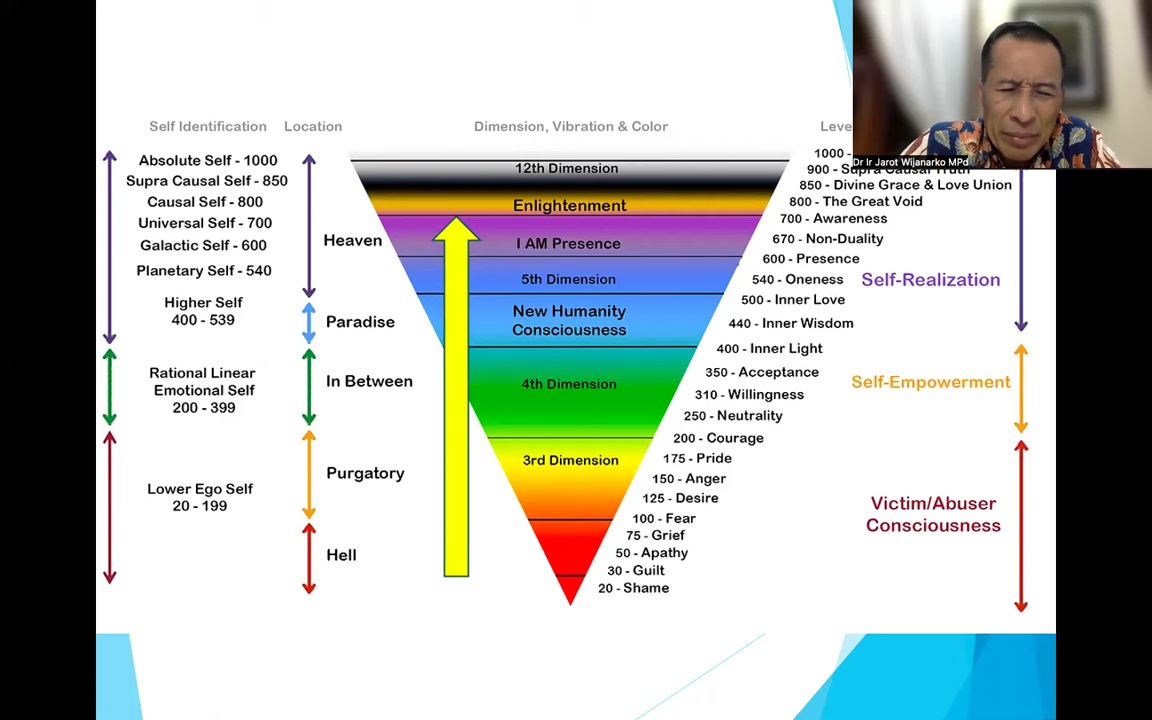 Self Identification
Location
Dimension, Vibration & Color
Absolute Self - 1000
Supra Causal Self - 850
Causal Self - 800
Universal Self - 700
Galactic Self - 600
Planetary Self - 540
Higher Self
400 - 539
Rational Linear
Emotional Self
200 - 399
Lower Ego Self
20 - 199
Heaven
Paradise
In Between
Purgatory
Hell
12th Dimension
Enlightenment
I AM Presence
5th Dimension
New Humanity
Consciousness
4th Dimension
3rd Dimension
1000 -
900 - Supra Causal Truth
850 - Divine Grace & Love Union
800 - The Great Void
700 - Awareness
670 - Non-Duality
600 - Presence
540 - Oneness
500 - Inner Love
440 - Inner Wisdom
400 - Inner Light
350 - Acceptance
310 - Willingness
250 - Neutrality
200 - Courage
175 - Pride
150 - Anger
125 - Desire
100 - Fear
75 - Grief
50 - Apathy
30 - Guilt
20 - Shame
Self-Realization
Self-Empowerment
Victim/Abuser
Consciousness
Dr Ir Jarot Wijanarko MPd